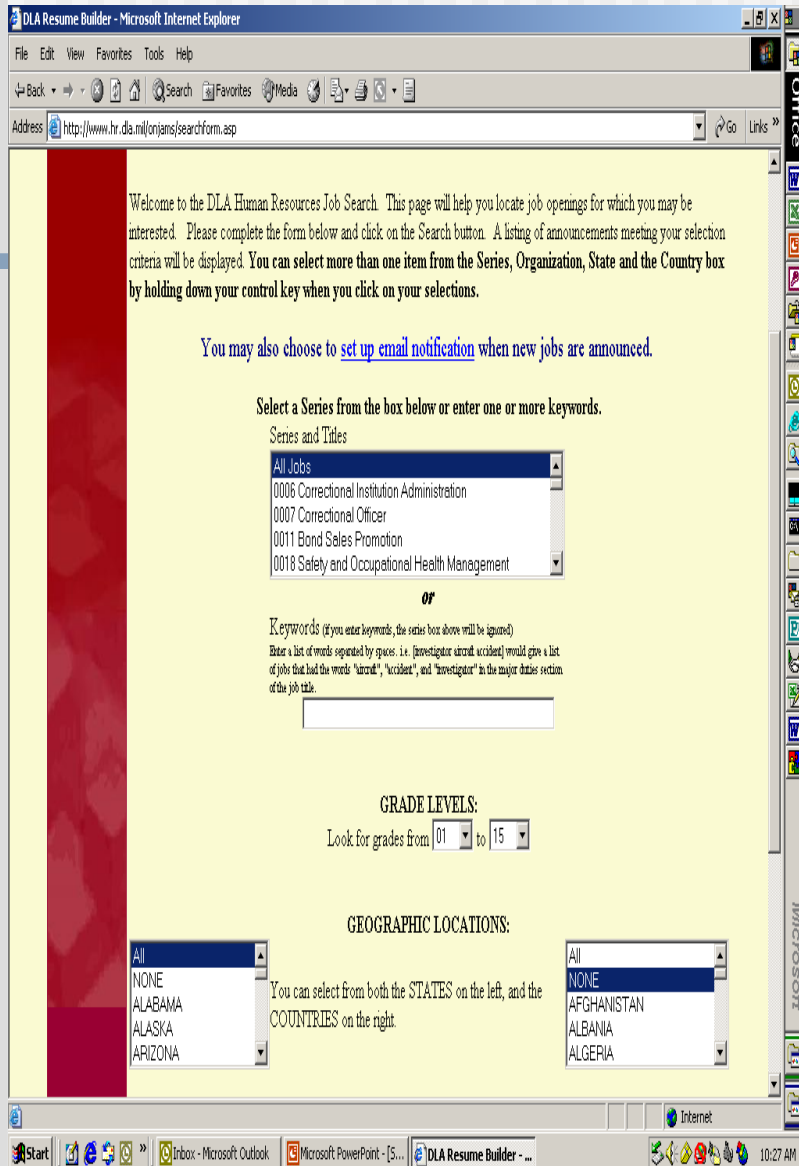 DLA Resume Builder - Microsoft Internet Explorer
File Edit View Favorites Tools Help
Back Search Favorites Media
Address http://www.hr.dla.mil/onjams/searchform.asp Go Links »
Office
Welcome to the DLA Human Resources Job Search. This page will help you locate job openings for which you may be
interested. Please complete the form below and click on the Search button. A listing of announcements meeting your selection
criteria will be displayed. You can select more than one item from the Series, Organization, State and the Country box
by holding down your control key when you click on your selections.
You may also choose to set up email notification when new jobs are announced.
Select a Series from the box below or enter one or more keywords.
Series and Titles
All Jobs
0006 Correctional Institution Administration
0007 Correctional Officer
0011 Bond Sales Promotion
0018 Safety and Occupational Health Management
or
Keywords (if you enter keywords, the series box above will be ignored)
Enter a list of words separated by spaces. i.e. [investigator aircraft accident] would give a list
of jobs that had the words "aircraft", "accident", and "investigator" in the major duties section
of the job title.
GRADE LEVELS:
Look for grades from 01 to 15
GEOGRAPHIC LOCATIONS:
All
NONE
ALABAMA
ALASKA
ARIZONA
You can select from both the STATES on the left, and the
COUNTRIES on the right.
All
NONE
AFGHANISTAN
ALBANIA
ALGERIA
Microsoft
Internet
Start » Inbox - Microsoft Outlook Microsoft PowerPoint - [S... DLA Resume Builder - ... 10:27 AM